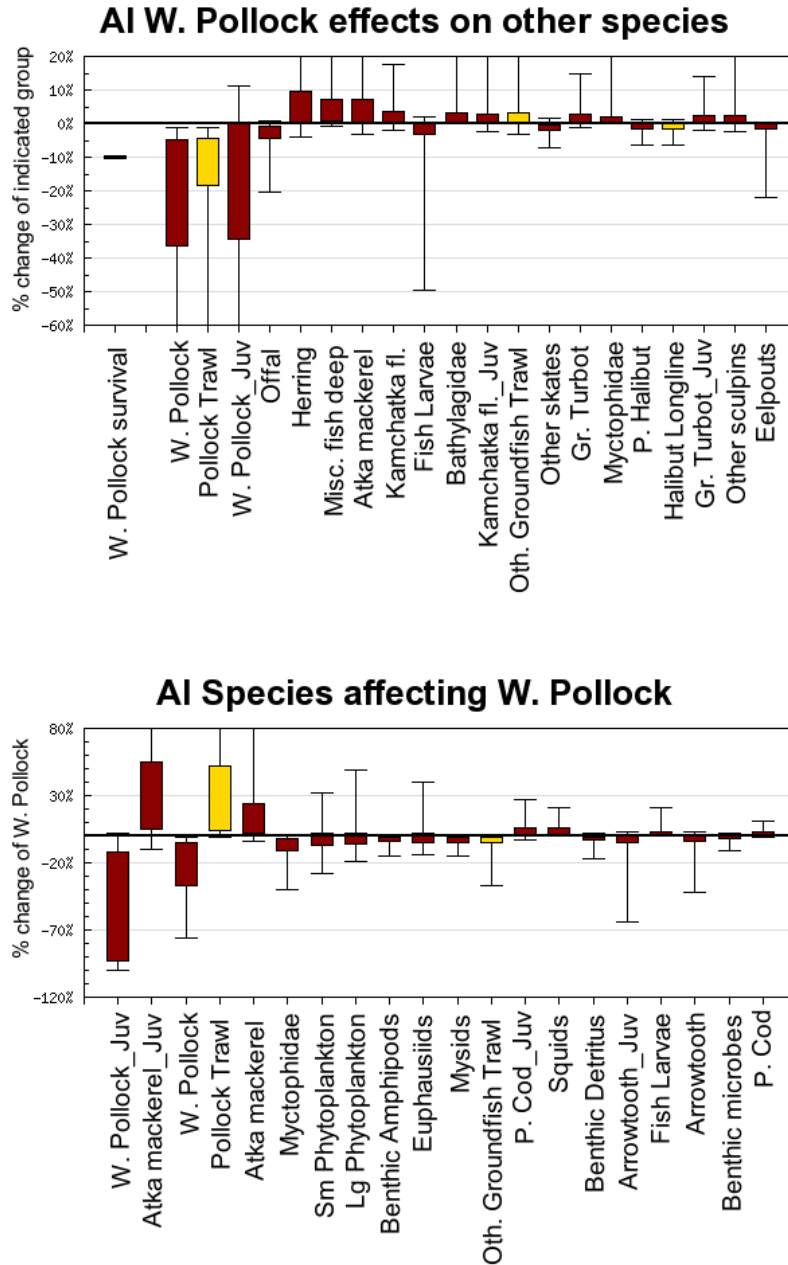 AI W. Pollock effects on other species
% change of indicated group
20%
10%
0%
-10%
-20%
-30%
-40%
-50%
-60%
W. Pollock survival
W. Pollock
Pollock Trawl
W. Pollock_Juv
Offal
Herring
Misc. fish deep
Atka mackerel
Kamchatka fl.
Fish Larvae
Bathylagidae
Kamchatka fl._Juv
Oth. Groundfish Trawl
Other skates
Gr. Turbot
Myctophidae
P. Halibut
Halibut Longline
Gr. Turbot_Juv
Other sculpins
Eelpouts
AI Species affecting W. Pollock
% change of W. Pollock
80%
30%
-20%
-70%
-120%
W. Pollock_Juv
Atka mackerel_Juv
W. Pollock
Pollock Trawl
Atka mackerel
Myctophidae
Sm Phytoplankton
Lg Phytoplankton
Benthic Amphipods
Euphausiids
Mysids
Oth. Groundfish Trawl
P. Cod_Juv
Squids
Benthic Detritus
Arrowtooth_Juv
Fish Larvae
Arrowtooth
Benthic microbes
P. Cod